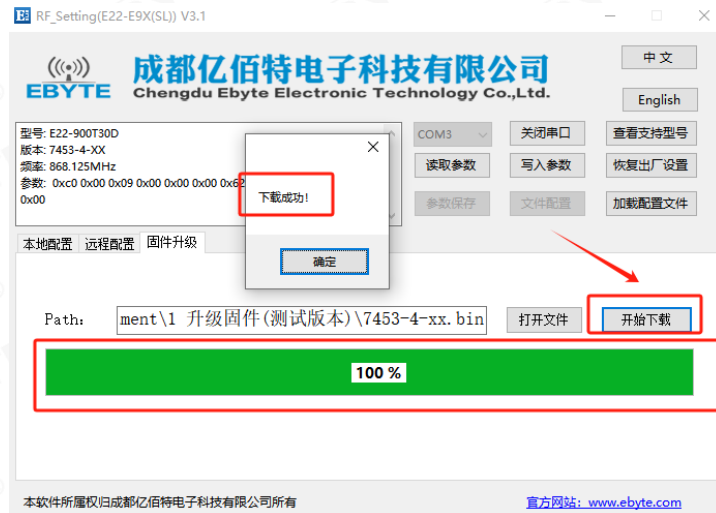 RF_Setting(E22-E9X(SL)) V3.1
EBYTE
成都亿佰特电子科技有限公司
Chengdu Ebyte Electronic Technology Co.,Ltd.
中 文
English
型号: E22-900T30D
版本: 7453-4-XX
频率: 868.125MHz
参数: 0xc0 0x00 0x09 0x00 0x00 0x00 0x62
0x00
COM3
关闭串口
查看支持型号
读取参数
写入参数
恢复出厂设置
参数保存
文件配置
加载配置文件
下载成功!
确定
本地配置
远程配置
固件升级
Path:
ment\1 升级固件(测试版本)\7453-4-xx.bin
打开文件
开始下载
100 %
本软件所属权归成都亿佰特电子科技有限公司所有
官方网站: www.ebyte.com